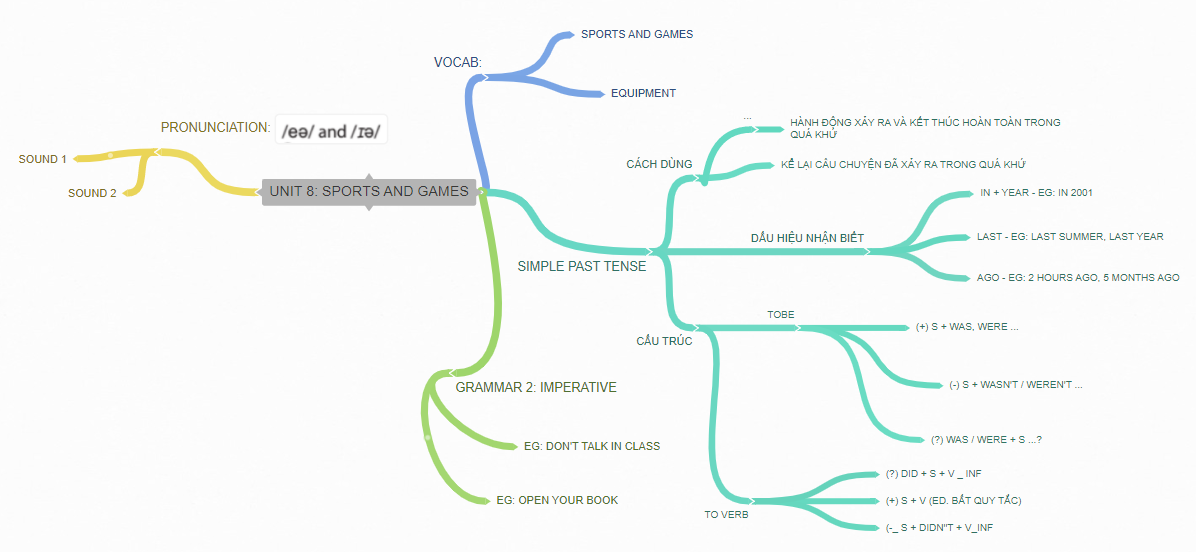 SPORTS AND GAMES
VOCAB:
EQUIPMENT
PRONUNCIATION: /eə/ and /ɪə/
SOUND 1
SOUND 2
UNIT 8: SPORTS AND GAMES
...
HÀNH ĐỘNG XẢY RA VÀ KẾT THÚC HOÀN TOÀN TRONG
QUÁ KHỨ
CÁCH DÙNG
KỂ LẠI CÂU CHUYỆN ĐÃ XẢY RA TRONG QUÁ KHỨ
IN + YEAR - EG: IN 2001
DẤU HIỆU NHẬN BIẾT
LAST - EG: LAST SUMMER, LAST YEAR
SIMPLE PAST TENSE
AGO - EG: 2 HOURS AGO, 5 MONTHS AGO
TOBE
(+) S + WAS, WERE ...
CẤU TRÚC
(-) S + WASN'T / WEREN'T ...
(?) WAS / WERE + S ...?
GRAMMAR 2: IMPERATIVE
EG: DON'T TALK IN CLASS
EG: OPEN YOUR BOOK
(?) DID + S + V _ INF
(+) S + V (ED. BẤT QUY TẮC)
TO VERB
(-_ S + DIDN"T + V_INF